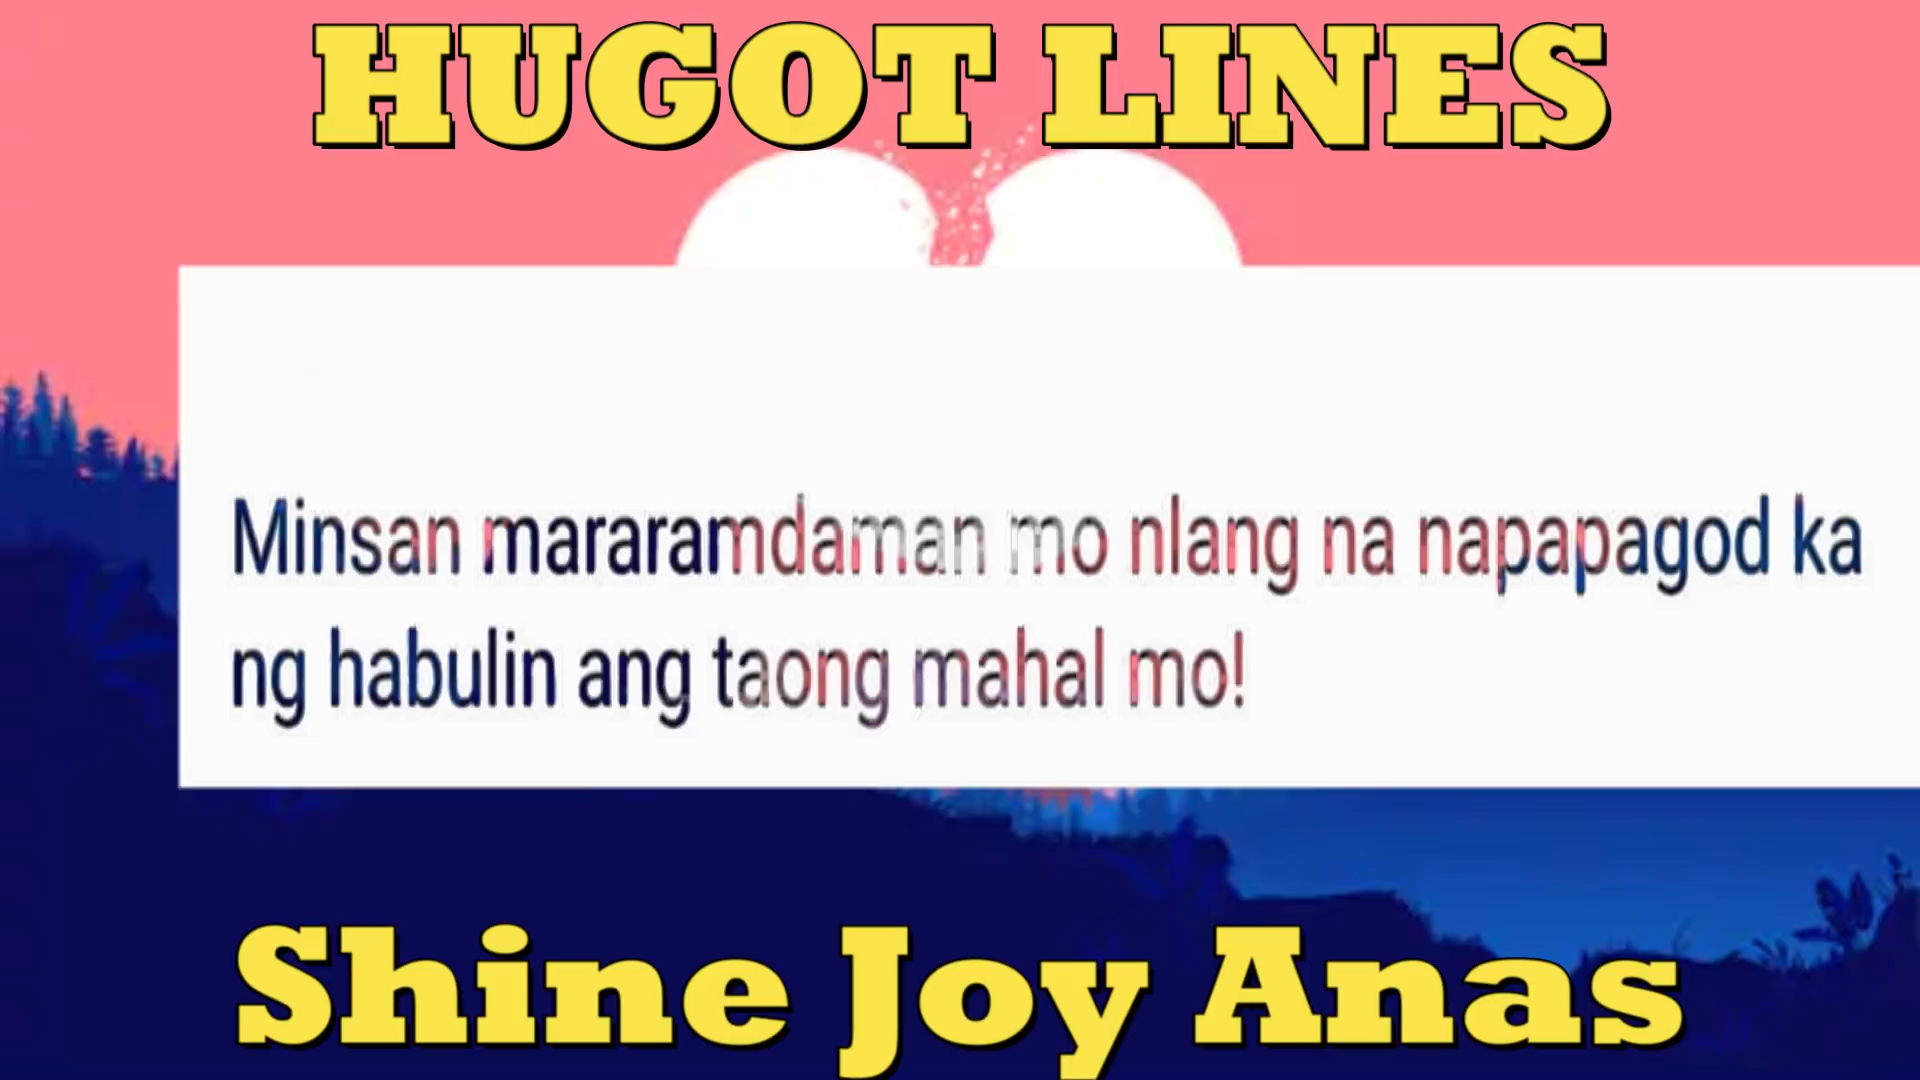 HUGOT LINES
Minsan mararamdaman mo nlang na napapagod ka
ng habulin ang taong mahal mo!
Shine Joy Anas